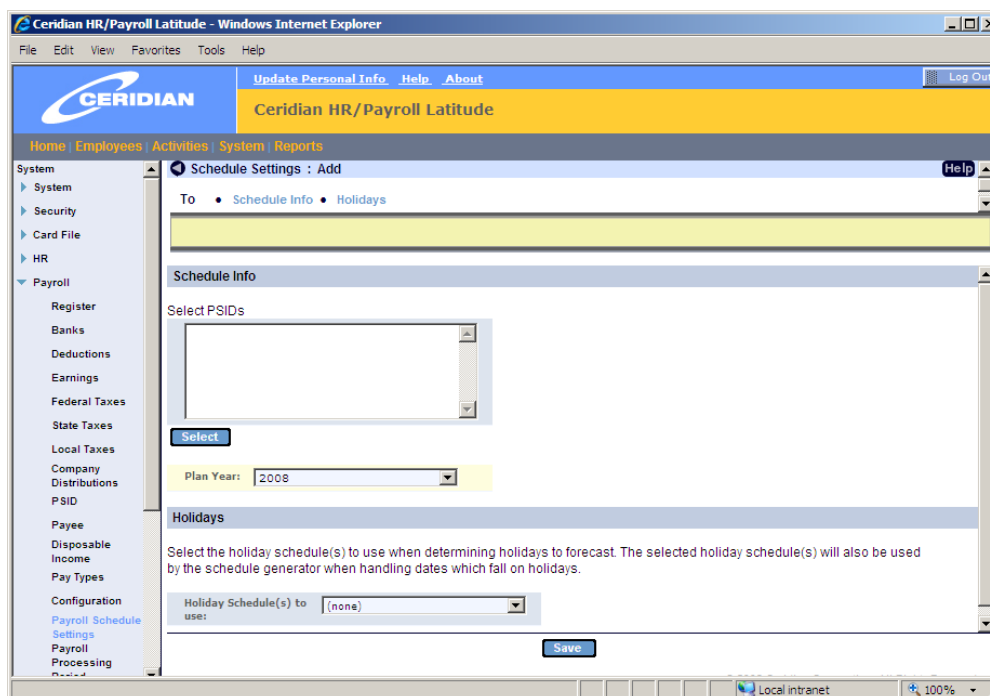 Ceridian HR/Payroll Latitude - Windows Internet Explorer
File Edit View Favorites Tools Help
CERIDIAN
Update Personal Info Help About
Log Out
Ceridian HR/Payroll Latitude
Home | Employees | Activities | System | Reports
System
System
Security
Card File
HR
Payroll
Register
Banks
Deductions
Earnings
Federal Taxes
State Taxes
Local Taxes
Company
Distributions
PSID
Payee
Disposable
Income
Pay Types
Configuration
Payroll Schedule
Settings
Payroll
Processing
Period
Schedule Settings : Add
Help
To • Schedule Info • Holidays
Schedule Info
Select PSIDs
Select
Plan Year: 2008
Holidays
Select the holiday schedule(s) to use when determining holidays to forecast. The selected holiday schedule(s) will also be used
by the schedule generator when handling dates which fall on holidays.
Holiday Schedule(s) to
use:
(none)
Save
Local intranet
100%